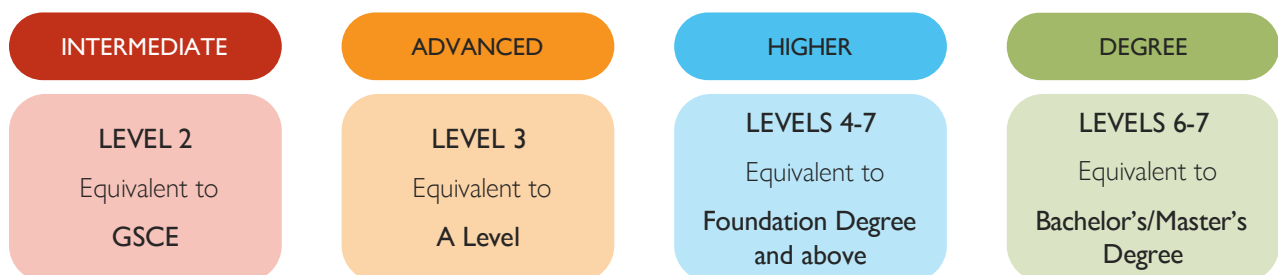 INTERMEDIATE
LEVEL 2
Equivalent to
GSCE
ADVANCED
LEVEL 3
Equivalent to
A Level
HIGHER
LEVELS 4-7
Equivalent to
Foundation Degree
and above
DEGREE
LEVELS 6-7
Equivalent to
Bachelor's/Master's
Degree